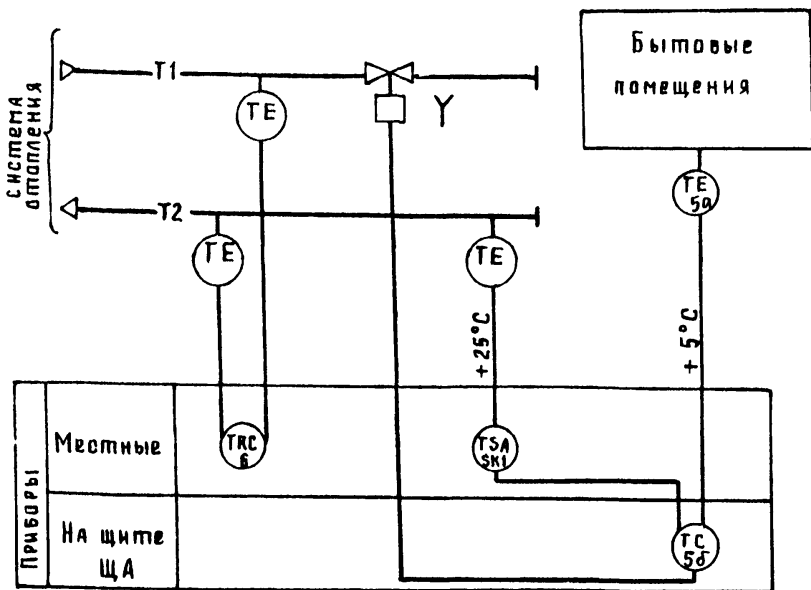 система
отапления
T1
TE
Y
Бытовые
помещения
TE
5а
T2
TE
TE
+25°C
+5°C
Приборы
Местные
TRC
6
TSA
SK1
На щите
ЩА
TC
5б